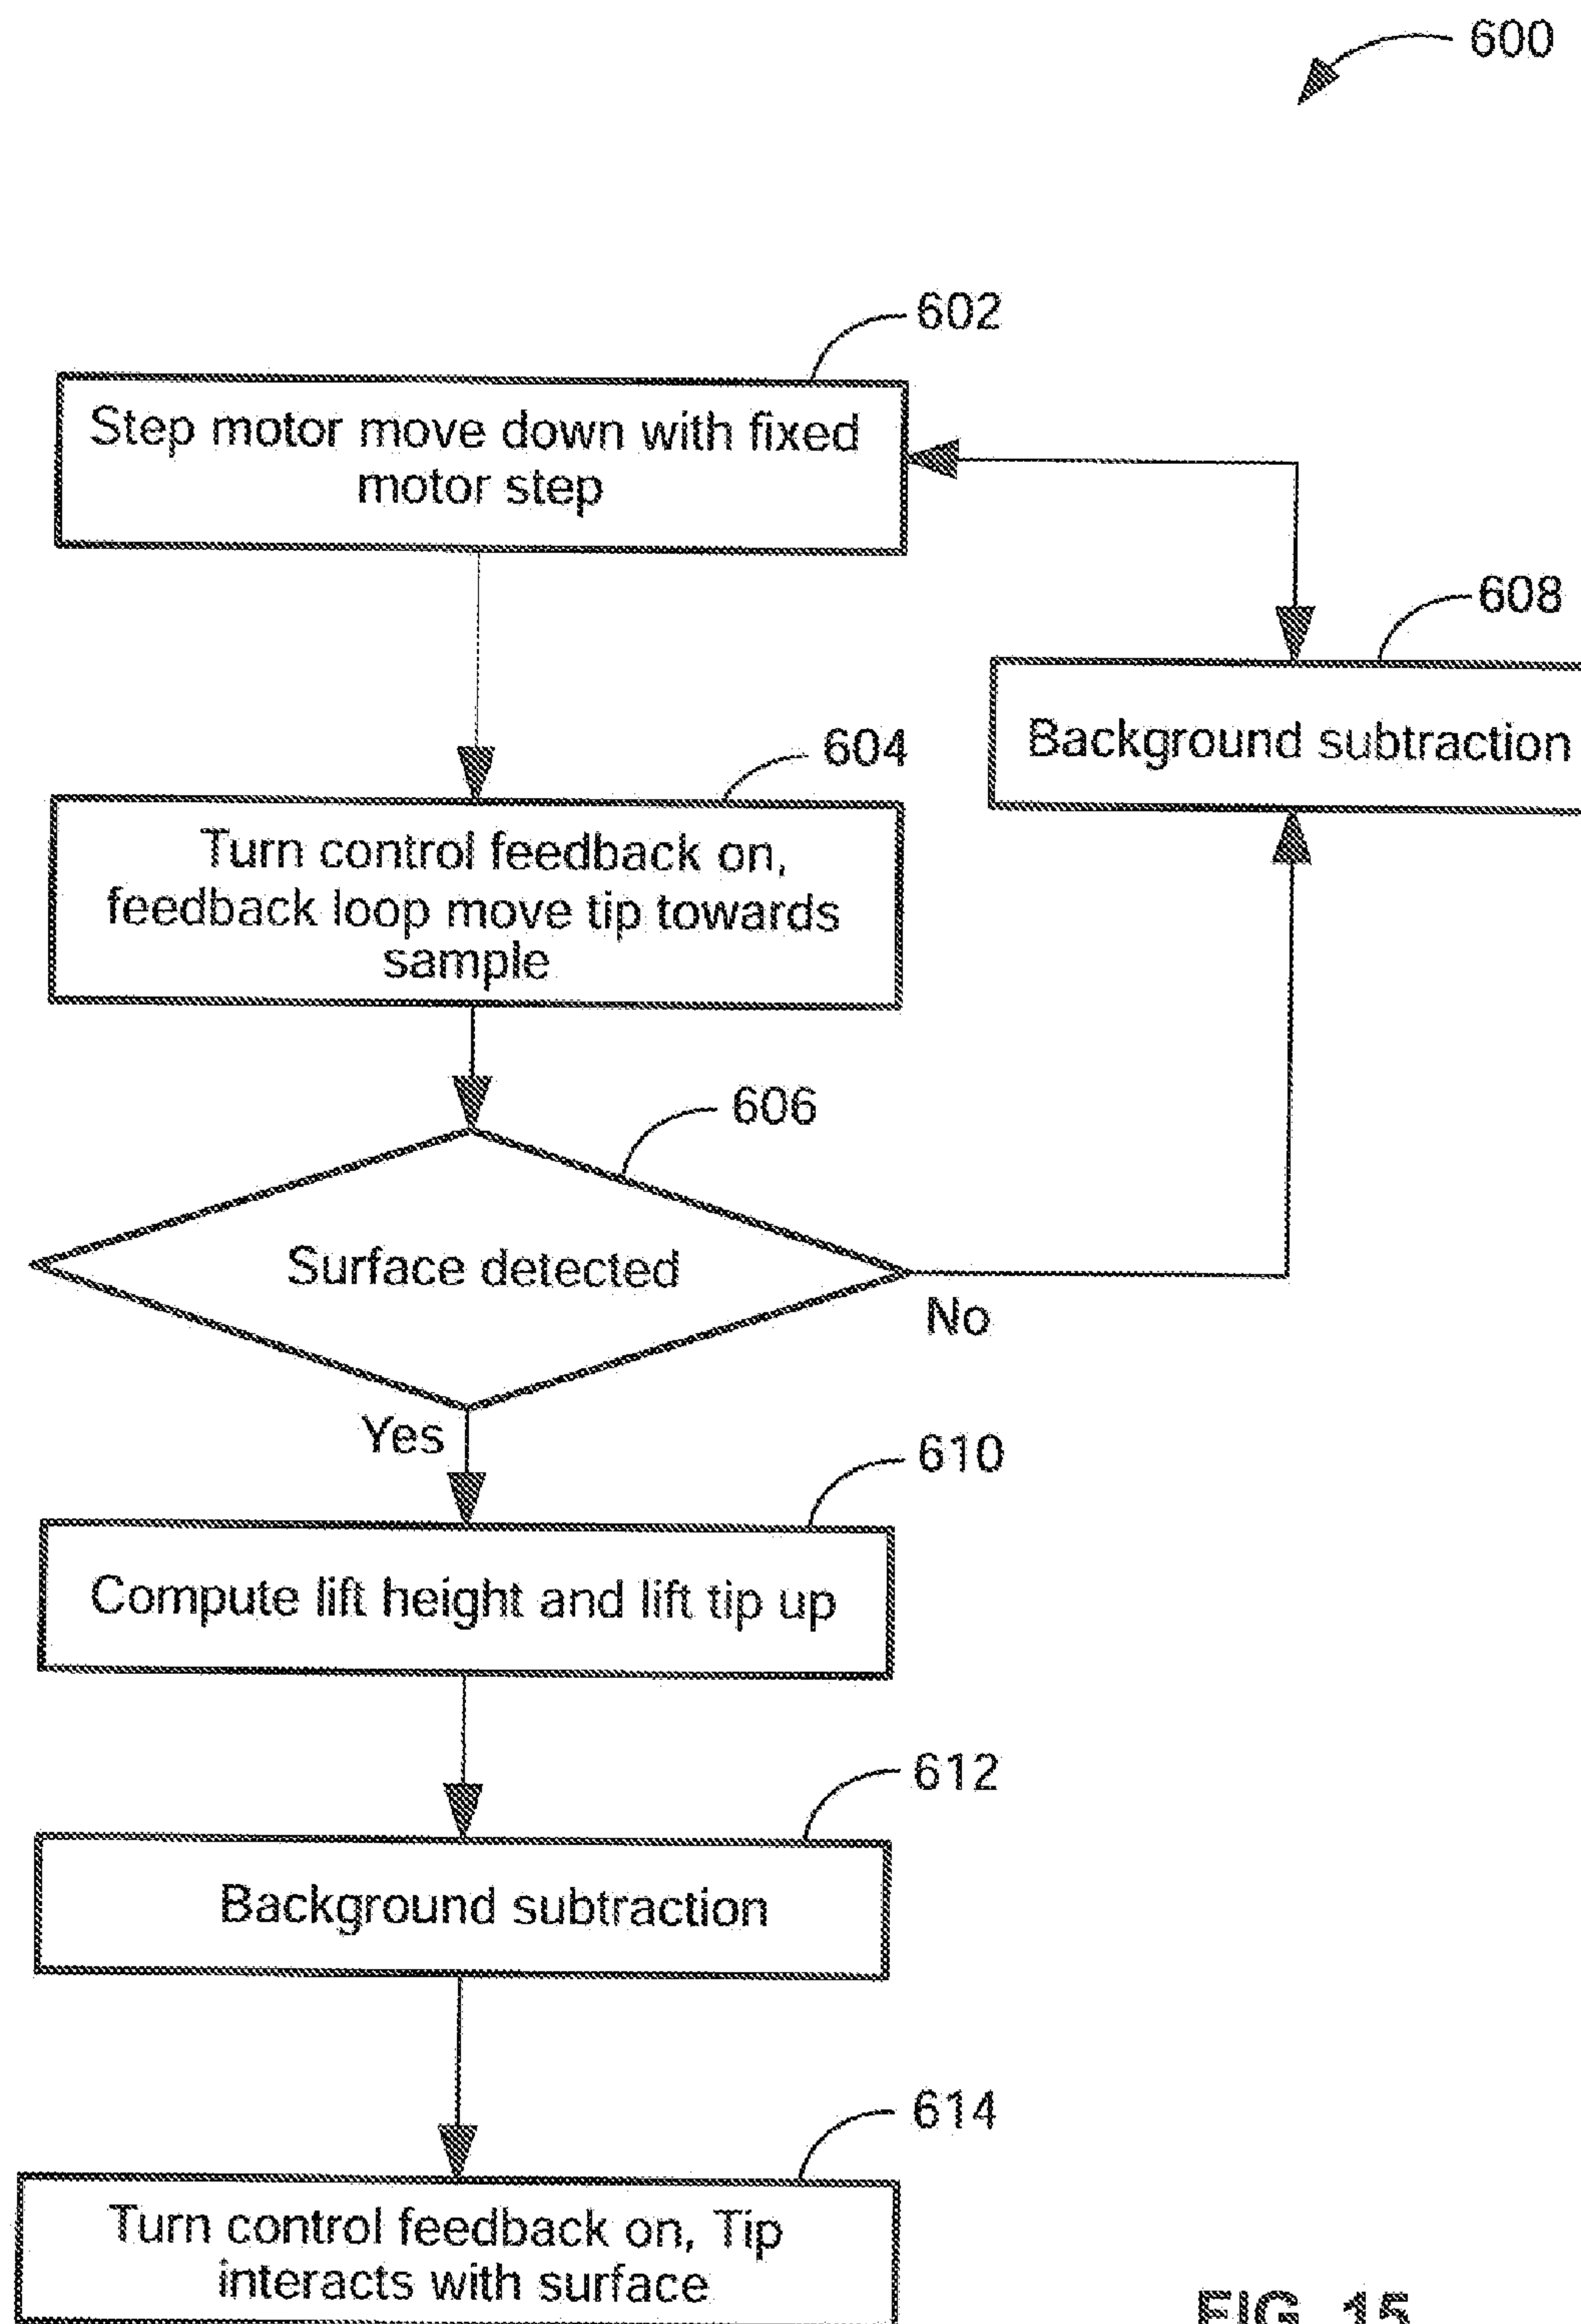 600
602
Step motor move down with fixed
motor step
608
Background subtraction
604
Turn control feedback on,
feedback loop move tip towards
sample
606
Surface detected
No
Yes
610
Compute lift height and lift tip up
612
Background subtraction
614
Turn control feedback on, Tip
interacts with surface
FIG. 15